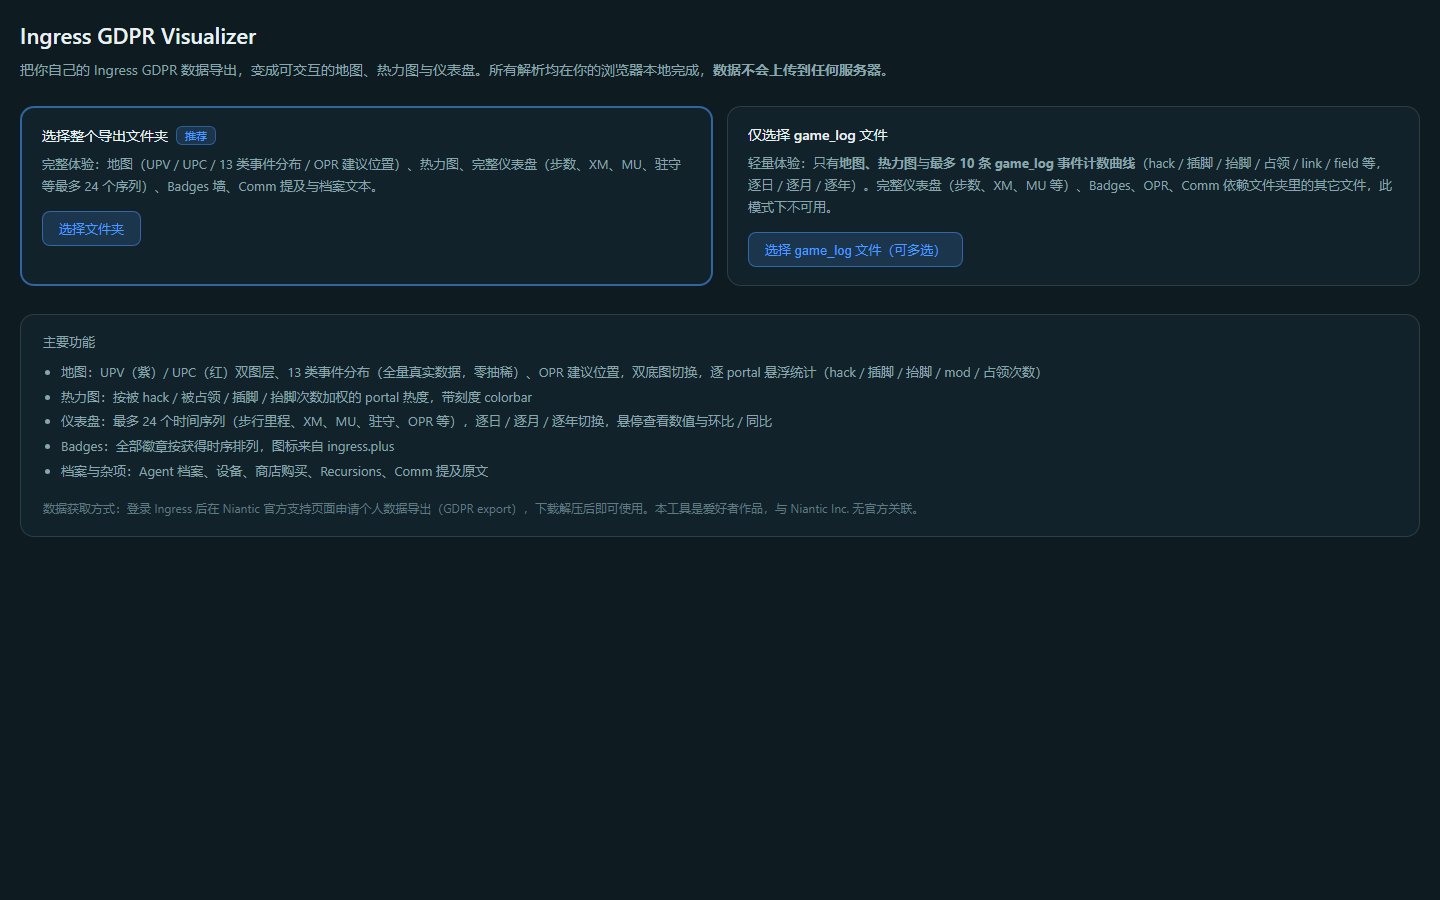 Ingress GDPR Visualizer
把你自己的 Ingress GDPR 数据导出，变成可交互的地图、热力图与仪表盘。所有解析均在你的浏览器本地完成，数据不会上传到任何服务器。
选择整个导出文件夹 推荐
完整体验：地图（UPV / UPC / 13 类事件分布 / OPR 建议位置）、热力图、完整仪表盘（步数、XM、MU、驻守
等最多 24 个序列）、Badges 墙、Comm 提及与档案文本。
选择文件夹
仅选择 game_log 文件
轻量体验：只有地图、热力图与最多 10 条 game_log 事件计数曲线（hack / 插脚 / 抬脚 / 占领 / link / field 等，
逐日 / 逐月 / 逐年）。完整仪表盘（步数、XM、MU 等）、Badges、OPR、Comm 依赖文件夹里的其它文件，此
模式下不可用。
选择 game_log 文件（可多选）
主要功能
• 地图：UPV（紫）/ UPC（红）双图层、13 类事件分布（全量真实数据，零抽稀）、OPR 建议位置，双底图切换，逐 portal 悬浮统计（hack / 插脚 / 抬脚 / mod / 占领次数）
• 热力图：按被 hack / 被占领 / 插脚 / 抬脚次数加权的 portal 热度，带刻度 colorbar
• 仪表盘：最多 24 个时间序列（步行里程、XM、MU、驻守、OPR 等），逐日 / 逐月 / 逐年切换，悬停查看数值与环比 / 同比
• Badges：全部徽章按获得时序排列，图标来自 ingress.plus
• 档案与杂项：Agent 档案、设备、商店购买、Recursions、Comm 提及原文
数据获取方式：登录 Ingress 后在 Niantic 官方支持页面申请个人数据导出（GDPR export），下载解压后即可使用。本工具是爱好者作品，与 Niantic Inc. 无官方关联。